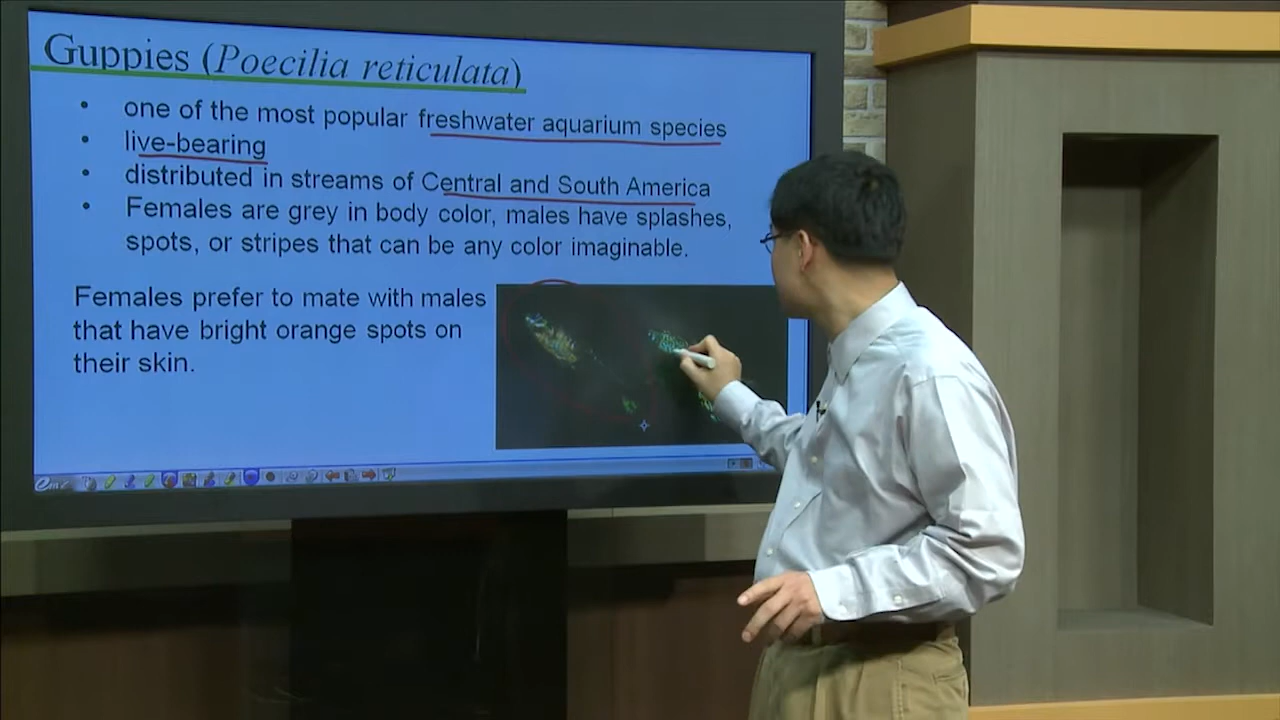 Guppies (Poecilia reticulata)
• one of the most popular freshwater aquarium species
• live-bearing
• distributed in streams of Central and South America
• Females are grey in body color, males have splashes,
spots, or stripes that can be any color imaginable.
Females prefer to mate with males
that have bright orange spots on
their skin.